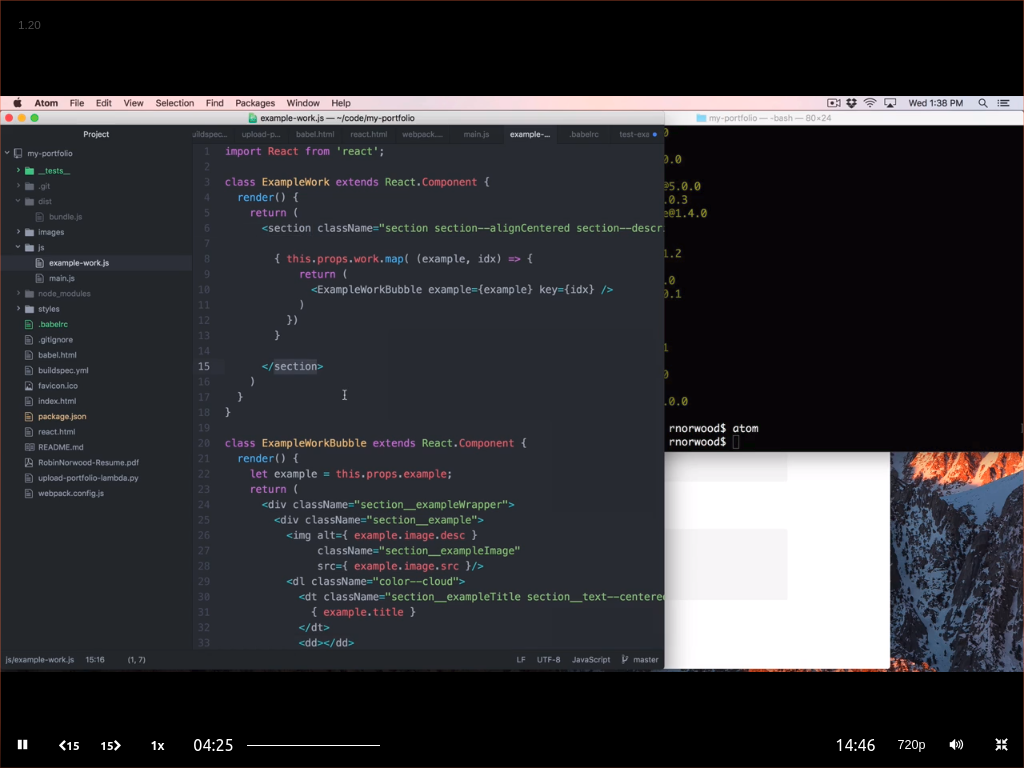 1.20
Atom File Edit View Selection Find Packages Window Help
Wed 1:38 PM
example-work.js — ~/code/my-portfolio
my-portfolio — -bash — 80×24
Project
uildspec... upload-p... babel.html react.html webpack.... main.js example-... .babelrc test-exa
my-portfolio
__tests__
.git
dist
bundle.js
images
js
example-work.js
main.js
node_modules
styles
.babelrc
.gitignore
babel.html
buildspec.yml
favicon.ico
index.html
package.json
react.html
README.md
RobinNorwood-Resume.pdf
upload-portfolio-lambda.py
webpack.config.js
1 import React from 'react';
2
3 class ExampleWork extends React.Component {
4 render() {
5 return (
6 <section className="section section--alignCentered section--descr
7
8 { this.props.work.map( (example, idx) => {
9 return (
10 <ExampleWorkBubble example={example} key={idx} />
11 )
12 })
13 }
14
15 </section>
16 )
17 }
18 }
19
20 class ExampleWorkBubble extends React.Component {
21 render() {
22 let example = this.props.example;
23 return (
24 <div className="section__exampleWrapper">
25 <div className="section__example">
26 <img alt={ example.image.desc }
27 className="section__exampleImage"
28 src={ example.image.src }/>
29 <dl className="color--cloud">
30 <dt className="section__exampleTitle section__text--centered
31 { example.title }
32 </dt>
33 <dd></dd>
0
0.0
@5.0.0
.0.3
e@1.4.0
1.2
.0
0.1
1
0
.0.0
rnorwood$ atom
rnorwood$
js/example-work.js 15:16 (1, 7)
LF UTF-8 JavaScript master
15 15 1x 04:25
14:46 720p